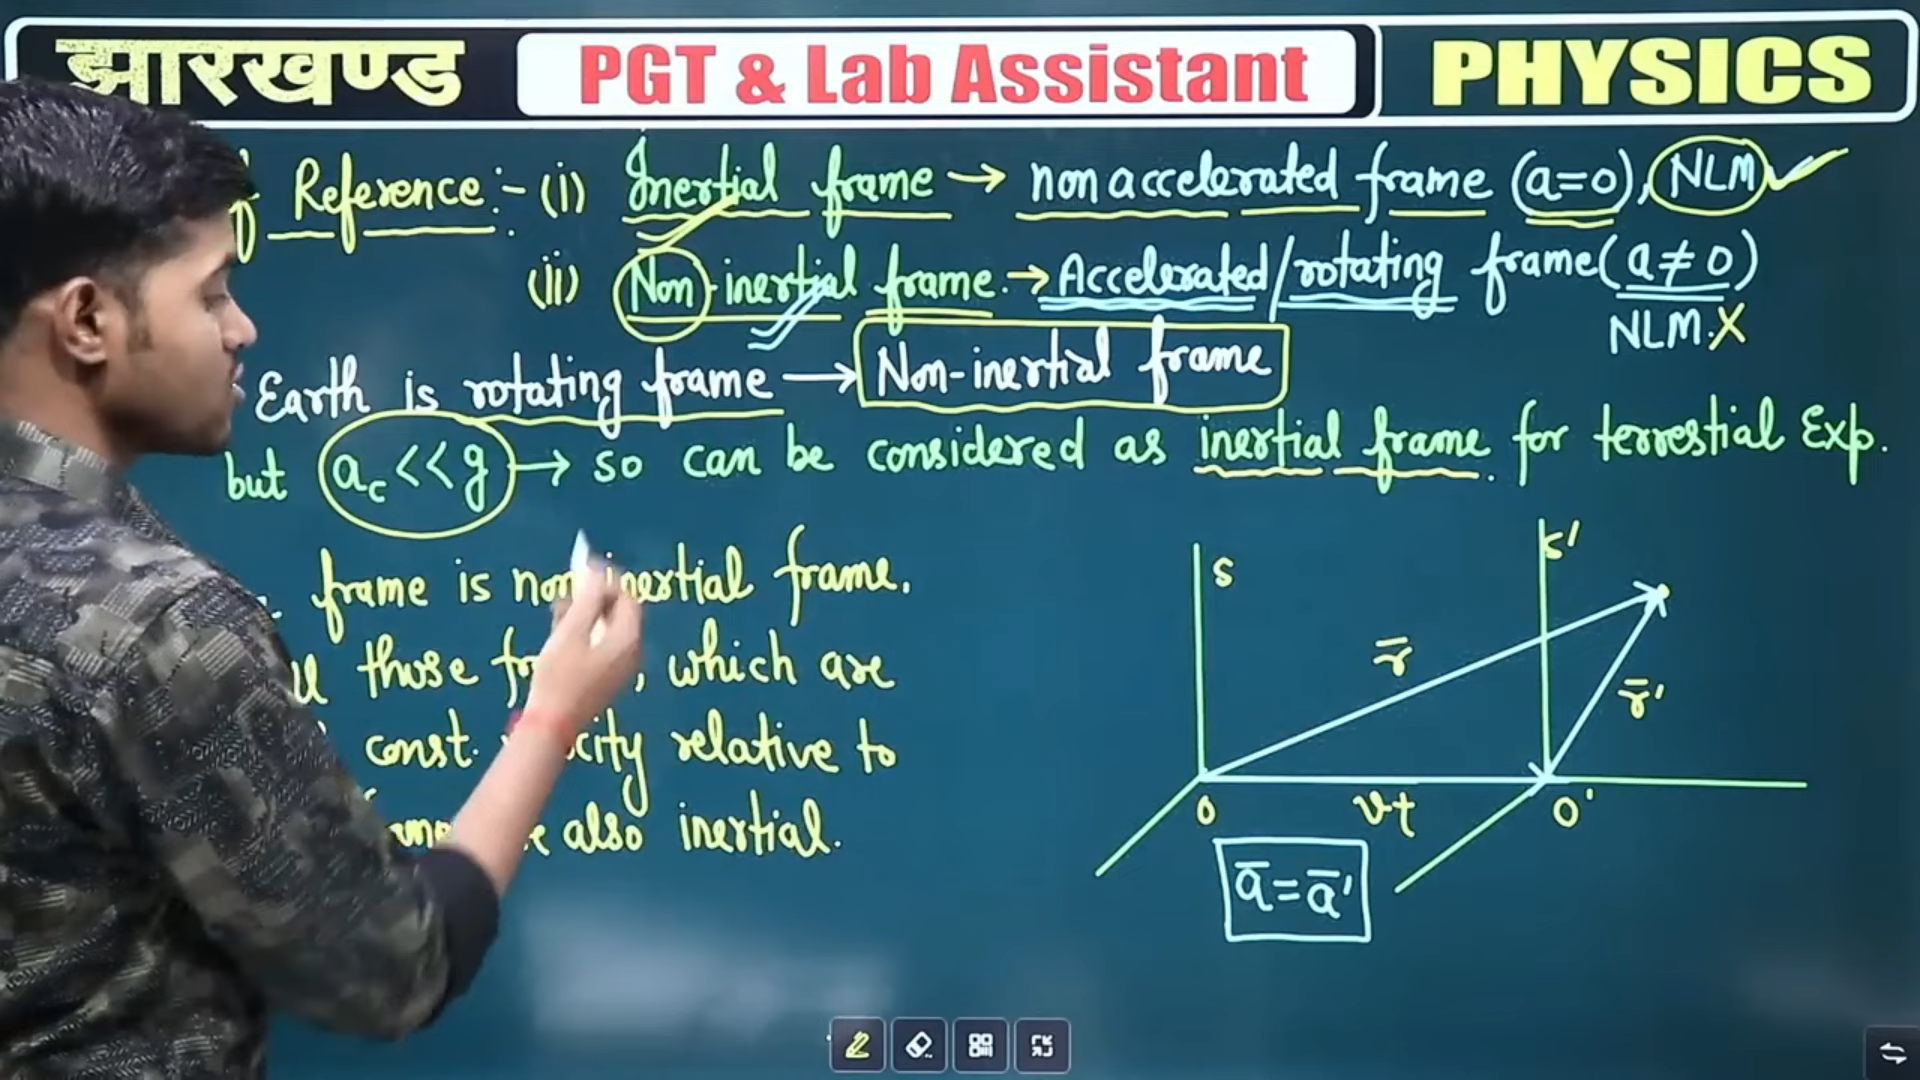 झारखण्ड PGT & Lab Assistant PHYSICS
Reference:- (i) Inertial frame → non accelerated frame (a=0), NLM ✓
(ii) Non-inertial frame. → Accelerated/rotating frame (a ≠ 0)
NLM. X
Earth is rotating frame → Non-inertial frame
but a_c << g → so can be considered as inertial frame for terrestial Exp.
frame is non inertial frame.
those , which are
const. relative to
also inertial.
S
S'
r̄
r̄'
O
vt
O'
ā = ā'